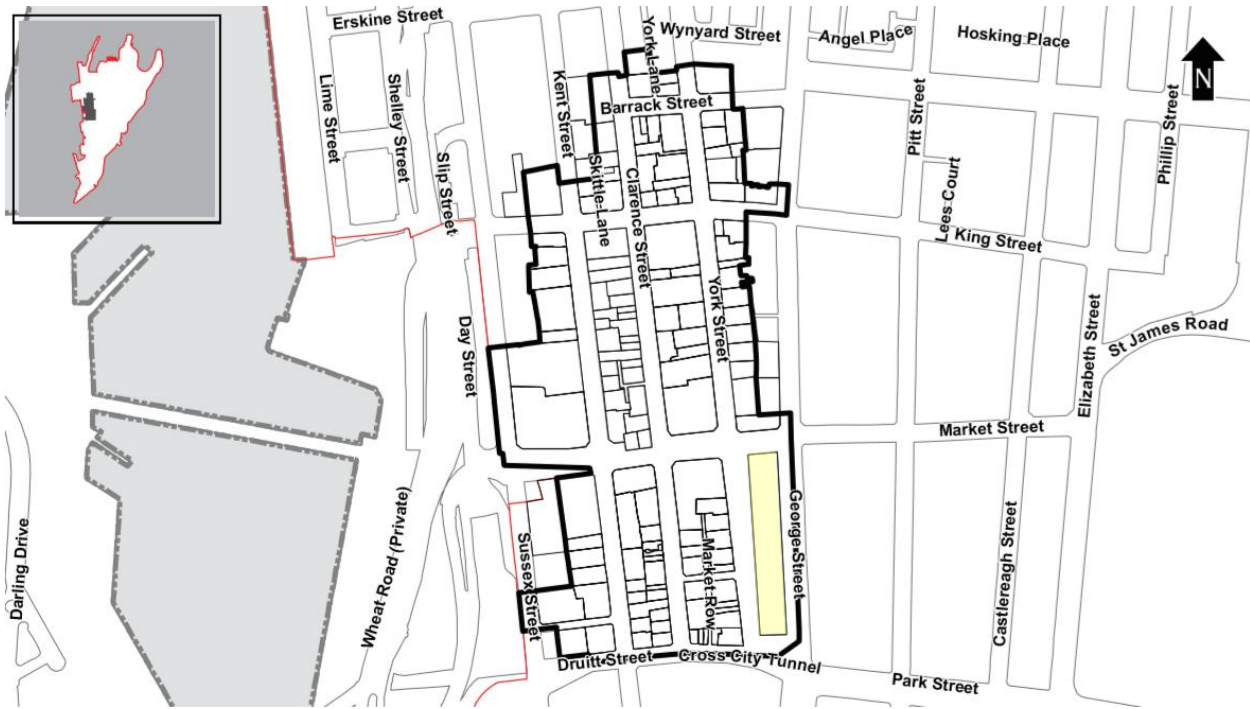 Erskine Street
York Lane
Wynyard Street
Angel Place
Hosking Place
N
Lime Street
Shelley Street
Kent Street
Barrack Street
Pitt Street
Phillip Street
Slip Street
Skittle Lane
Clarence Street
Lees Court
King Street
Day Street
York Street
Elizabeth Street
St James Road
Market Street
Darling Drive
Wheat Road (Private)
Sussex Street
Market Row
George Street
Castlereagh Street
Druitt Street
Cross City Tunnel
Park Street